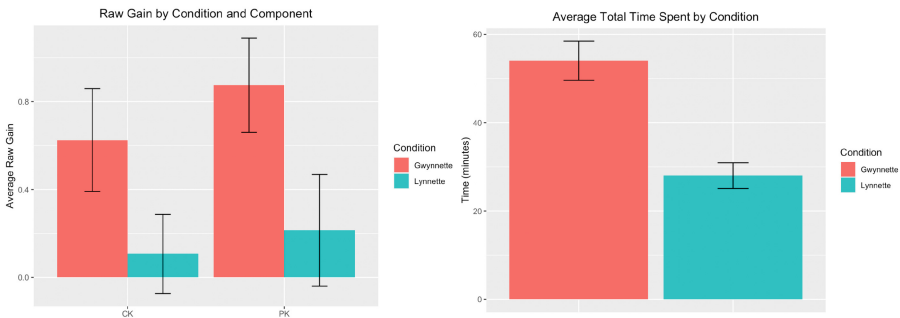 Raw Gain by Condition and Component
Average Raw Gain
0.8
0.4
0.0
CK
PK
Condition
Gwynnette
Lynnette
Average Total Time Spent by Condition
Time (minutes)
60
40
20
0
Condition
Gwynnette
Lynnette